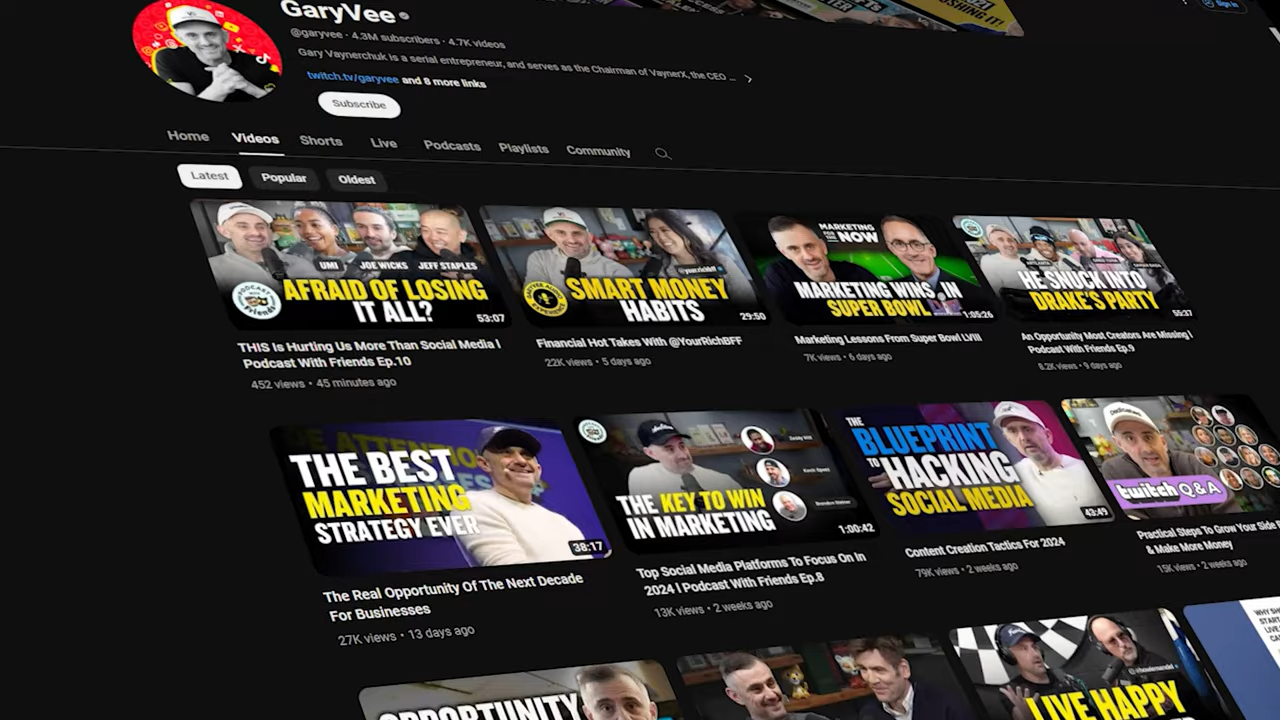 GaryVee
@garyvee · 4.3M subscribers · 4.7K videos
Gary Vaynerchuk is a serial entrepreneur, and serves as the Chairman of VaynerX, the CEO ...
twitch.tv/garyvee and 8 more links
Sign in
Subscribe
Home Videos Shorts Live Podcasts Playlists Community
Latest Popular Oldest
UMI JOE WICKS JEFF STAPLES
AFRAID OF LOSING
IT ALL?
53:07
THIS Is Hurting Us More Than Social Media |
Podcast With Friends Ep.10
452 views • 45 minutes ago
@yourrichbff
SMART MONEY
HABITS
29:50
Financial Hot Takes With @YourRichBFF
22K views • 5 days ago
MARKETING
FOR THE
NOW
MARKETING WINS IN
SUPER BOWL
1:05:26
Marketing Lessons From Super Bowl LVIII
7K views • 6 days ago
HE SNUCK INTO
DRAKE'S PARTY
55:37
An Opportunity Most Creators Are Missing |
Podcast With Friends Ep.9
8.2K views • 9 days ago
THE BEST
MARKETING
STRATEGY EVER
38:17
The Real Opportunity Of The Next Decade
For Businesses
27K views • 13 days ago
THE KEY TO WIN
IN MARKETING
1:00:42
Top Social Media Platforms To Focus On In
2024 | Podcast With Friends Ep.8
13K views • 2 weeks ago
THE
BLUEPRINT
TO HACKING
SOCIAL MEDIA
43:49
Content Creation Tactics For 2024
79K views • 2 weeks ago
twitch Q&A
Practical Steps To Grow Your Side
& Make More Money
15K views • 2 weeks ago
OPPORTUNITY
LIVE HAPPY